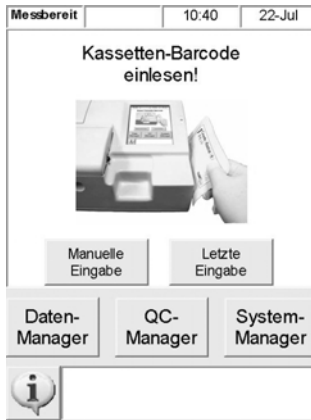 Messbereit 10:40 22-Jul
Kassetten-Barcode
einlesen!
Manuelle Eingabe
Letzte Eingabe
Daten-Manager
QC-Manager
System-Manager